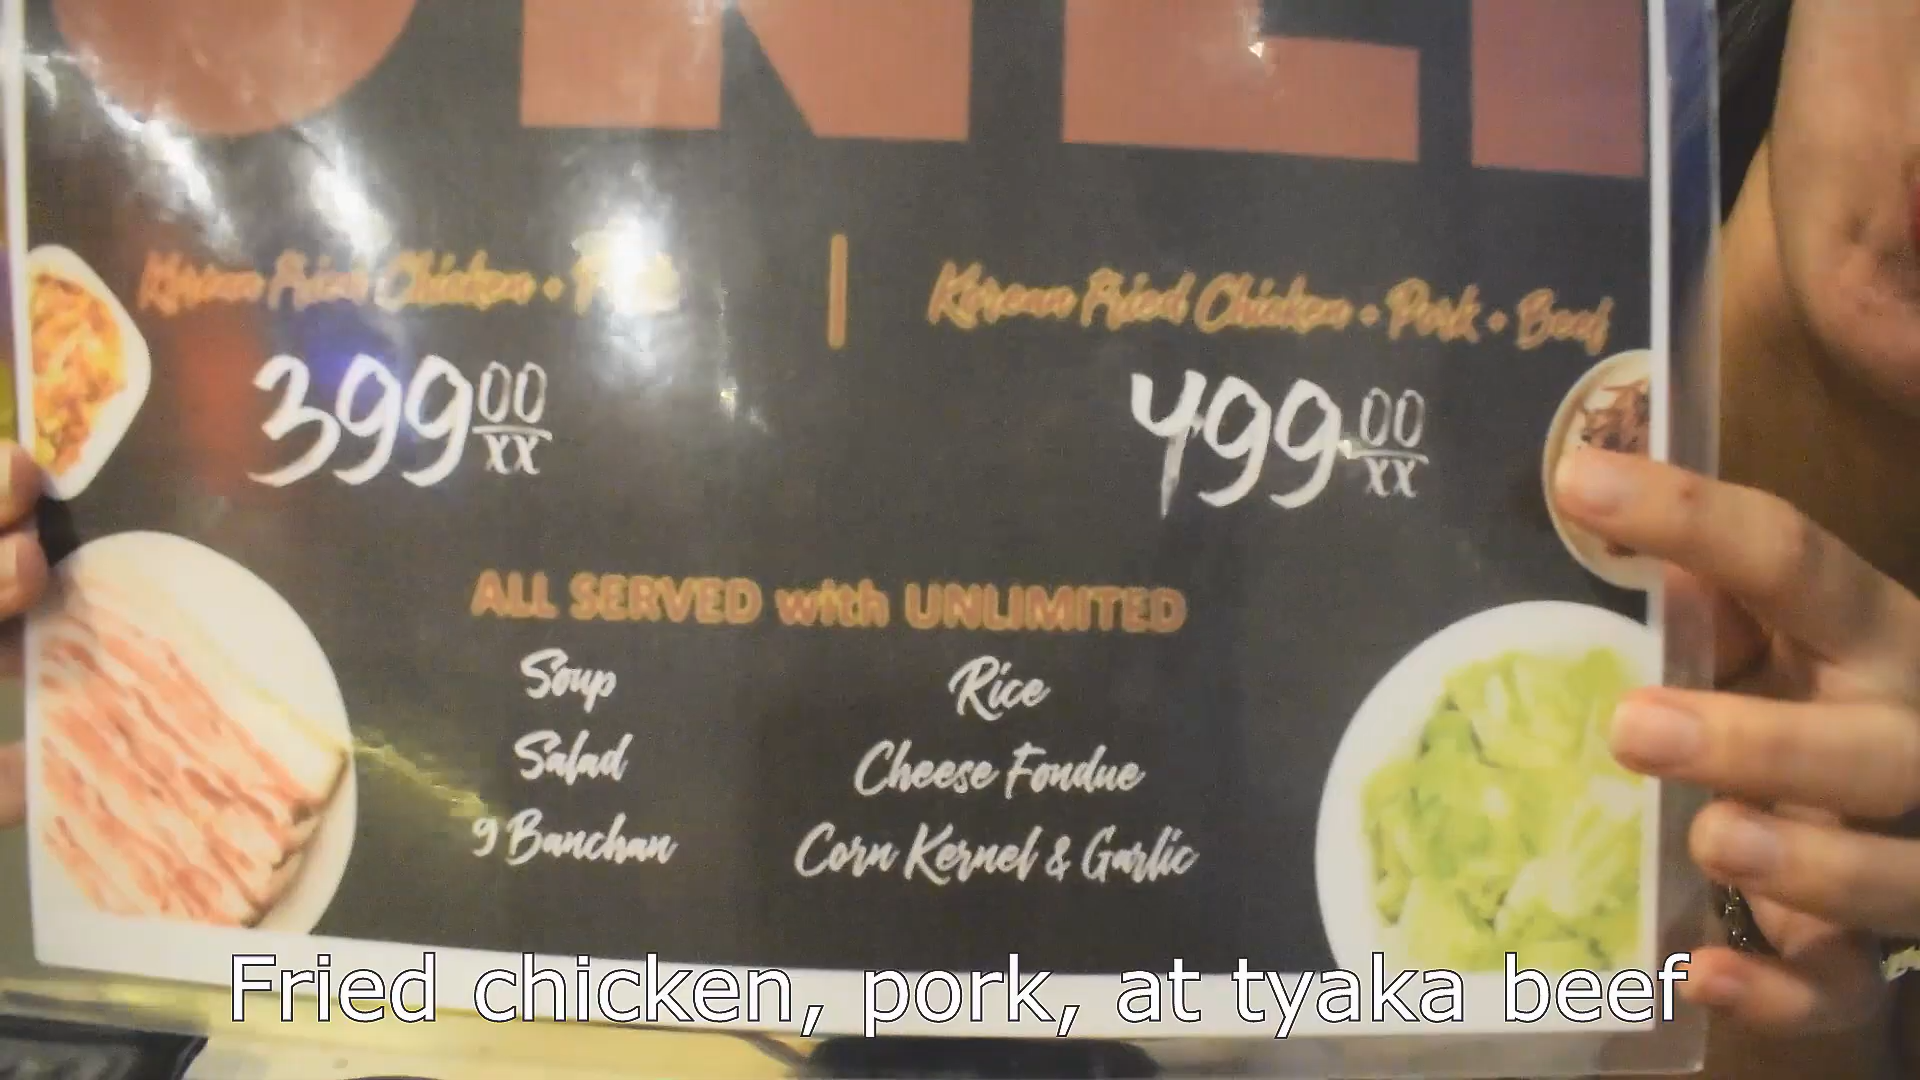 UNLI
Korean Fried Chicken + Pork
Korean Fried Chicken + Pork + Beef
399 00/xx
499 00/xx
ALL SERVED with UNLIMITED
Soup
Rice
Salad
Cheese Fondue
9 Banchan
Corn Kernel & Garlic
Fried chicken, pork, at tyaka beef